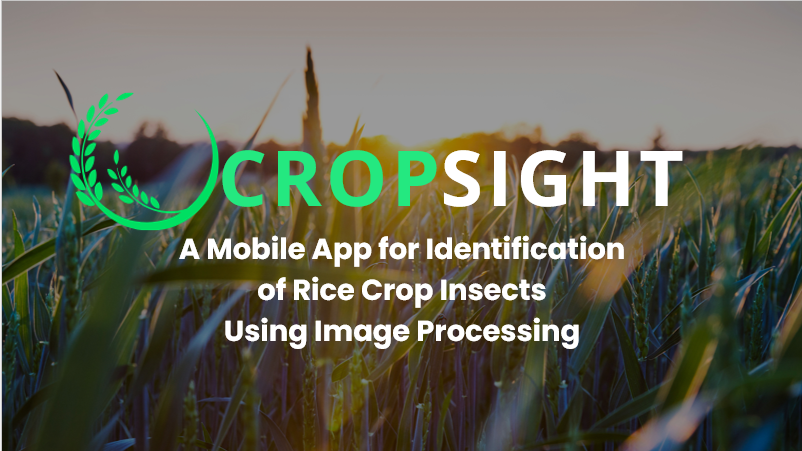 CROPSIGHT
A Mobile App for Identification
of Rice Crop Insects
Using Image Processing